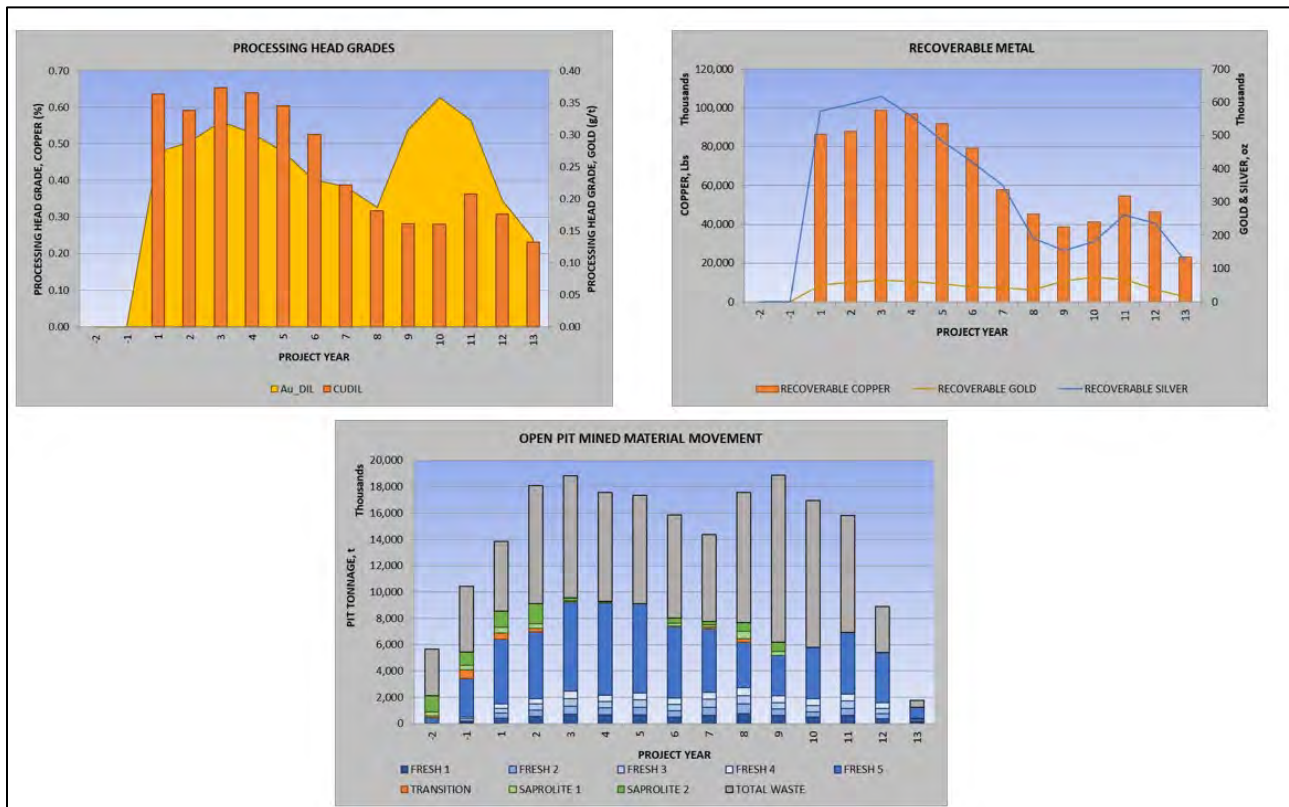 PROCESSING HEAD GRADES
PROCESSING HEAD GRADE, COPPER (%)
0.70
0.60
0.50
0.40
0.30
0.20
0.10
0.00
0.40
0.35
0.30
0.25
0.20
0.15
0.10
0.05
0.00
PROCESSING HEAD GRADE, GOLD (g/t)
-2 -1 1 2 3 4 5 6 7 8 9 10 11 12 13
PROJECT YEAR
Au_DIL CUDIL
RECOVERABLE METAL
COPPER, Lbs
Thousands
120,000
100,000
80,000
60,000
40,000
20,000
0
700
600
500
400
300
200
100
0
Thousands
GOLD & SILVER, oz
-2 -1 1 2 3 4 5 6 7 8 9 10 11 12 13
PROJECT YEAR
RECOVERABLE COPPER RECOVERABLE GOLD RECOVERABLE SILVER
OPEN PIT MINED MATERIAL MOVEMENT
PIT TONNAGE, t
Thousands
20,000
18,000
16,000
14,000
12,000
10,000
8,000
6,000
4,000
2,000
0
-2 -1 1 2 3 4 5 6 7 8 9 10 11 12 13
PROJECT YEAR
FRESH 1 FRESH 2 FRESH 3 FRESH 4 FRESH 5
TRANSITION SAPROLITE 1 SAPROLITE 2 TOTAL WASTE